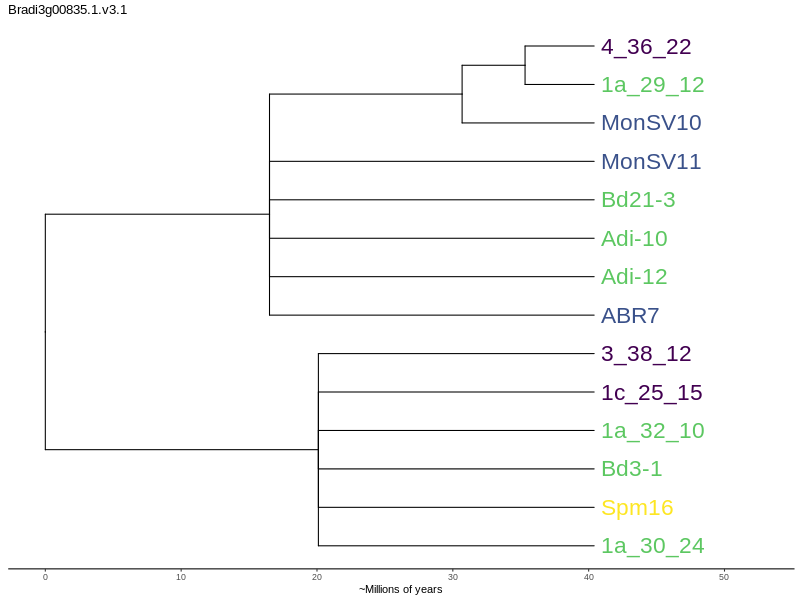 Bradi3g00835.1.v3.1
4_36_22
1a_29_12
MonSV10
MonSV11
Bd21-3
Adi-10
Adi-12
ABR7
3_38_12
1c_25_15
1a_32_10
Bd3-1
Spm16
1a_30_24
0 10 20 30 40 50
~Millions of years